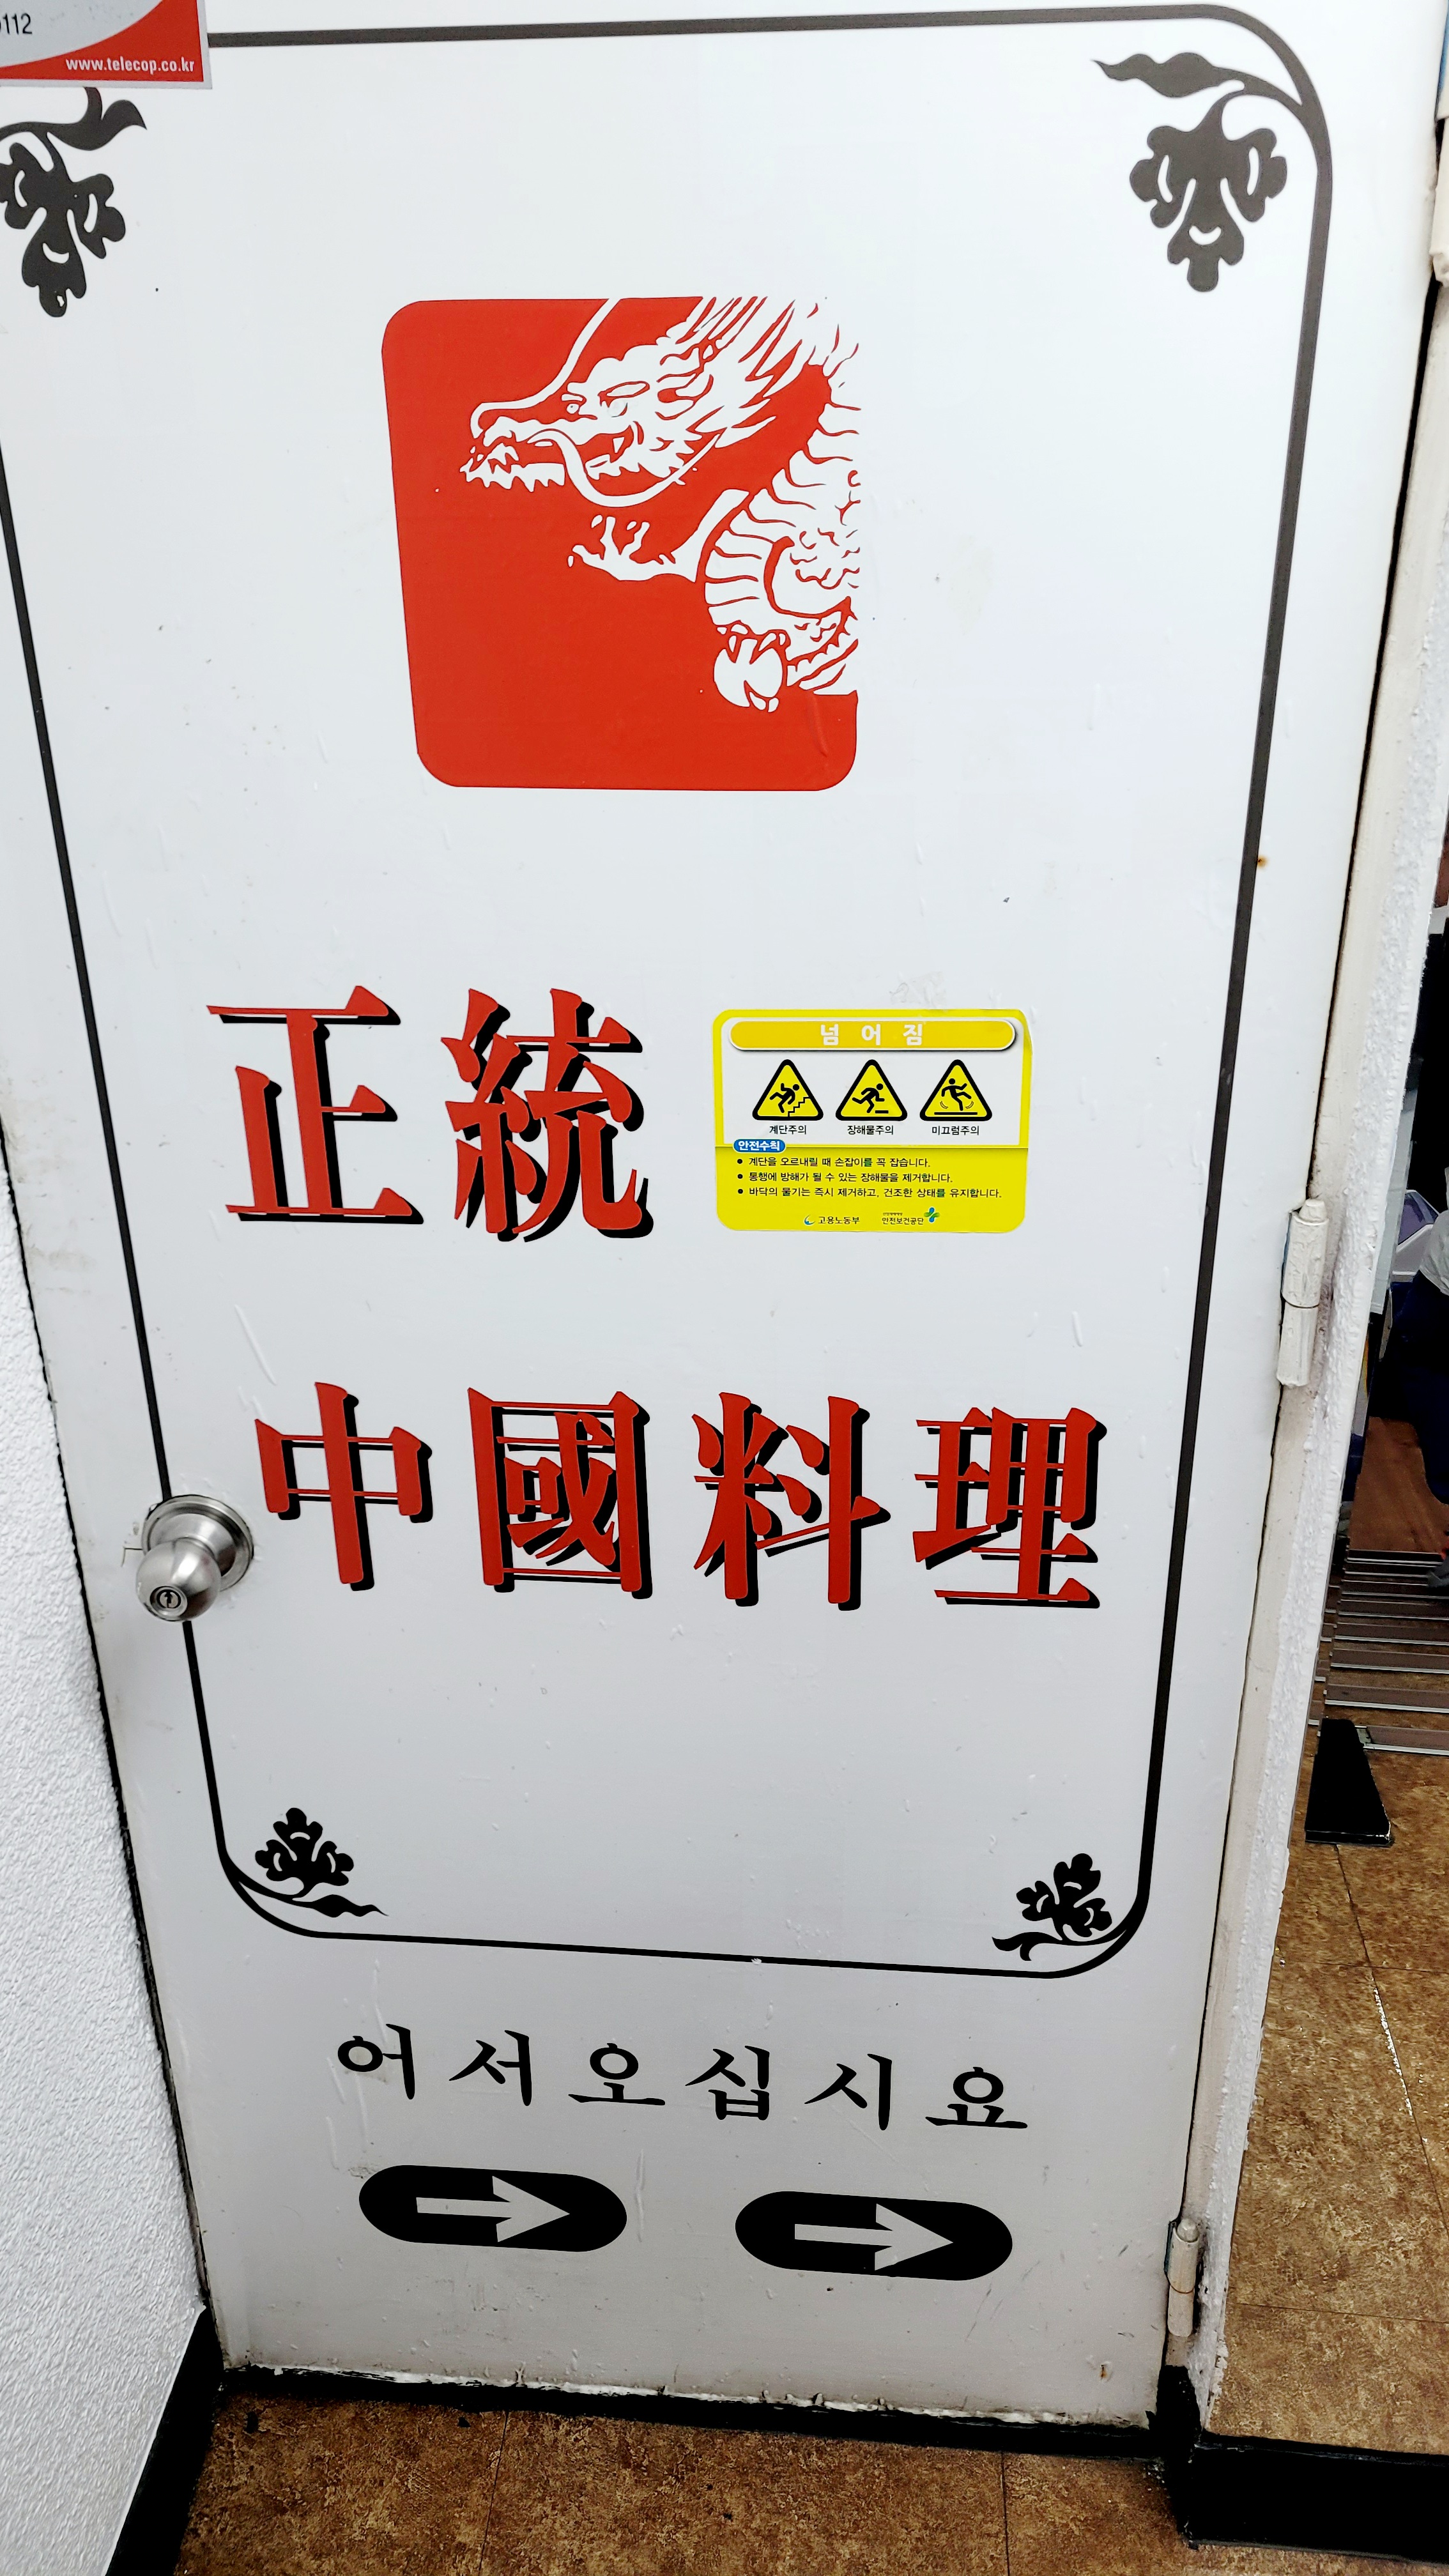 112
www.telecop.co.kr
正統
넘어짐
계단주의 장해물주의 미끄럼주의
안전수칙
● 계단을 오르내릴 때 손잡이를 꼭 잡습니다.
● 통행에 방해가 될 수 있는 장해물을 제거합니다.
● 바닥의 물기는 즉시 제거하고, 건조한 상태를 유지합니다.
고용노동부 안전보건공단
中國料理
어서오십시요